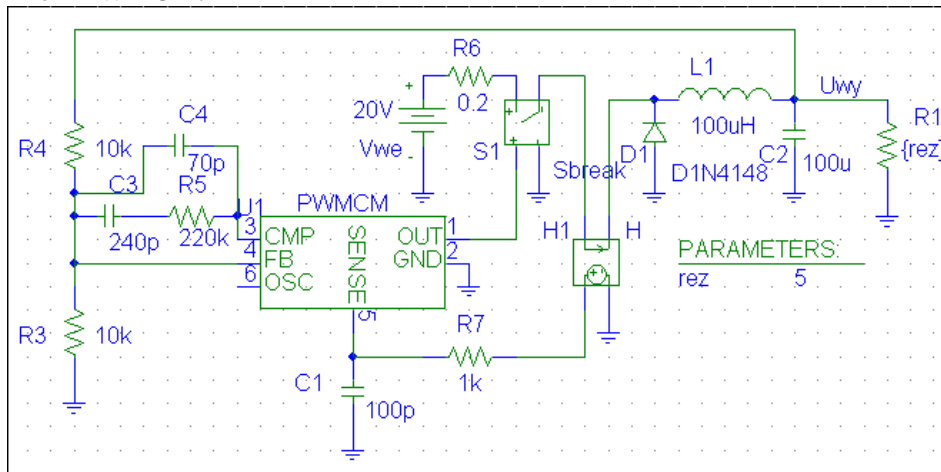 R6
L1
Uwy
C4
20V
0.2
R1
R4
10k
70p
Vwe
S1
100uH
C2
{rez}
C3
R5
Sbreak
D1
D1N4148
100u
U1
PWMCM
240p
220k
3
CMP
SENSE
OUT
1
H1
H
4
FB
GND
2
PARAMETERS:
6
OSC
rez 5
5
R3
10k
R7
C1
1k
100p